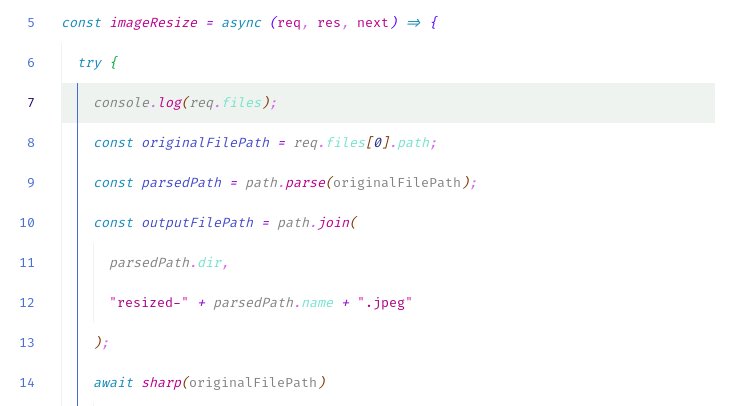 5 const imageResize = async (req, res, next) => {
6 try {
7 console.log(req.files);
8 const originalFilePath = req.files[0].path;
9 const parsedPath = path.parse(originalFilePath);
10 const outputFilePath = path.join(
11 parsedPath.dir,
12 "resized-" + parsedPath.name + ".jpeg"
13 );
14 await sharp(originalFilePath)